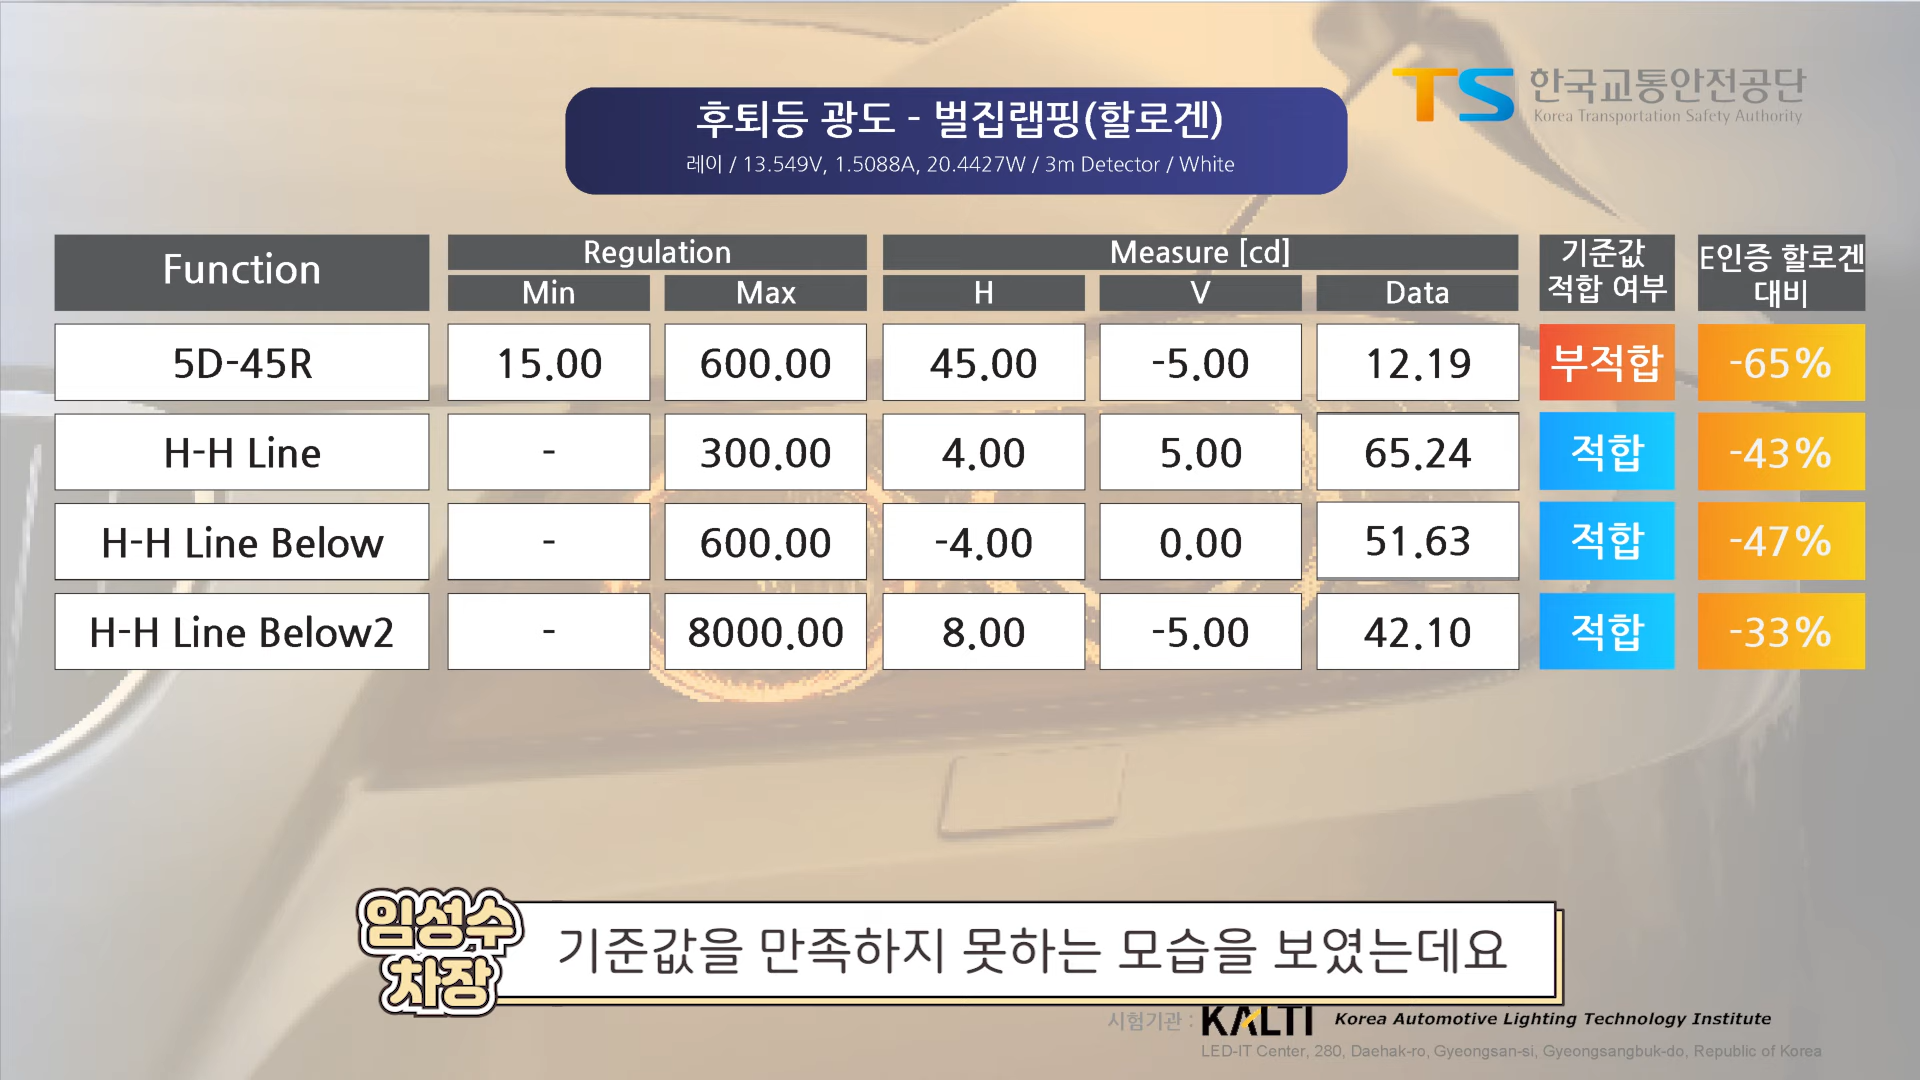 TS 한국교통안전공단
Korea Transportation Safety Authority
후퇴등 광도 - 벌집랩핑(할로겐)
레이 / 13.549V, 1.5088A, 20.4427W / 3m Detector / White
Function Regulation Measure [cd] 기준값 적합 여부 E인증 할로겐 대비
Min Max H V Data
5D-45R 15.00 600.00 45.00 -5.00 12.19 부적합 -65%
H-H Line - 300.00 4.00 5.00 65.24 적합 -43%
H-H Line Below - 600.00 -4.00 0.00 51.63 적합 -47%
H-H Line Below2 - 8000.00 8.00 -5.00 42.10 적합 -33%
임성수
차장
기준값을 만족하지 못하는 모습을 보였는데요
시험기관 : KALTI Korea Automotive Lighting Technology Institute
LED-IT Center, 280, Daehak-ro, Gyeongsan-si, Gyeongsangbuk-do, Republic of Korea